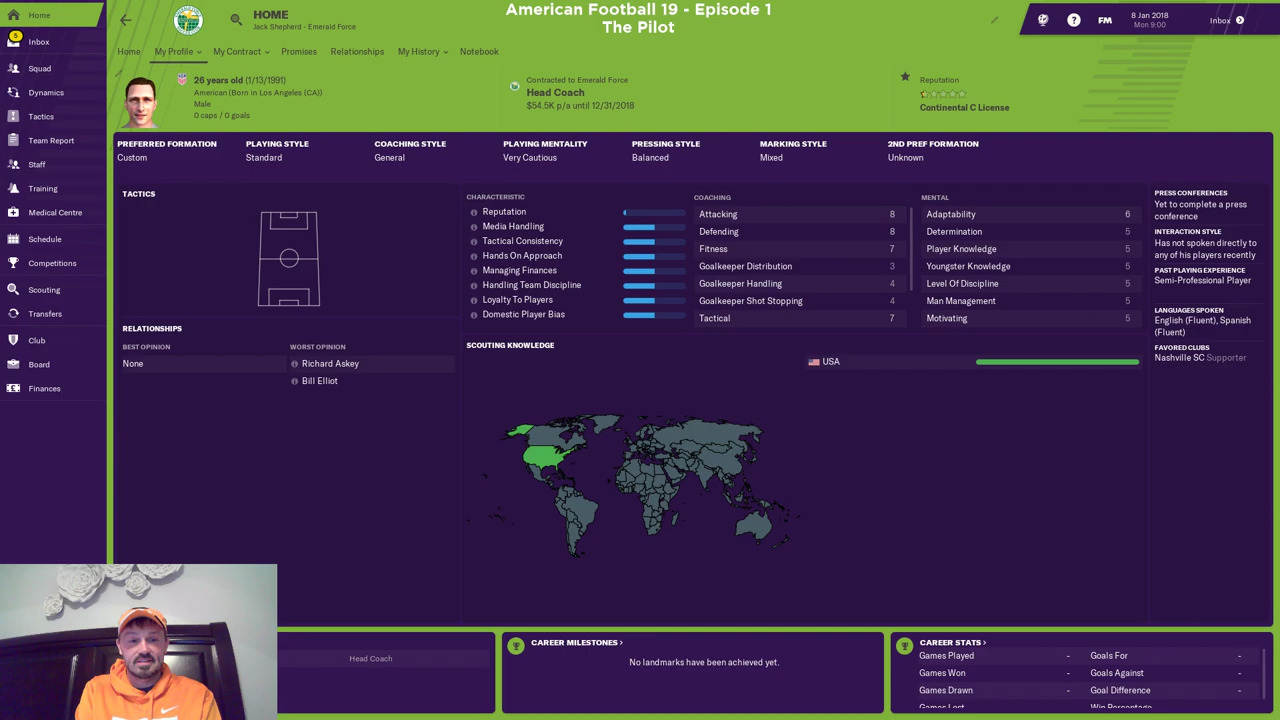 American Football 19 - Episode 1
The Pilot
Home
5
Inbox
Squad
Dynamics
Tactics
Team Report
Staff
Training
Medical Centre
Schedule
Competitions
Scouting
Transfers
Club
Board
Finances
HOME
Jack Shepherd - Emerald Force
?
FM
8 Jan 2018
Mon 9:00
Inbox
Home
My Profile
My Contract
Promises
Relationships
My History
Notebook
26 years old (1/13/1991)
American (Born in Los Angeles (CA))
Male
0 caps / 0 goals
Contracted to Emerald Force
Head Coach
$54.5K p/a until 12/31/2018
Reputation
Continental C License
PREFERRED FORMATION
Custom
PLAYING STYLE
Standard
COACHING STYLE
General
PLAYING MENTALITY
Very Cautious
PRESSING STYLE
Balanced
MARKING STYLE
Mixed
2ND PREF FORMATION
Unknown
TACTICS
RELATIONSHIPS
BEST OPINION
None
WORST OPINION
Richard Askey
Bill Elliot
CHARACTERISTIC
Reputation
Media Handling
Tactical Consistency
Hands On Approach
Managing Finances
Handling Team Discipline
Loyalty To Players
Domestic Player Bias
COACHING
Attacking 8
Defending 8
Fitness 7
Goalkeeper Distribution 3
Goalkeeper Handling 4
Goalkeeper Shot Stopping 4
Tactical 7
MENTAL
Adaptability 6
Determination 5
Player Knowledge 5
Youngster Knowledge 5
Level Of Discipline 5
Man Management 5
Motivating 5
PRESS CONFERENCES
Yet to complete a press
conference
INTERACTION STYLE
Has not spoken directly to
any of his players recently
PAST PLAYING EXPERIENCE
Semi-Professional Player
LANGUAGES SPOKEN
English (Fluent), Spanish
(Fluent)
FAVORED CLUBS
Nashville SC Supporter
SCOUTING KNOWLEDGE
USA
Head Coach
CAREER MILESTONES >
No landmarks have been achieved yet.
CAREER STATS >
Games Played -
Goals For -
Games Won -
Goals Against -
Games Drawn -
Goal Difference -
Games Lost
Win Percentage